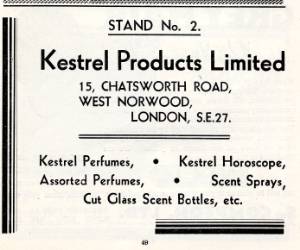 STAND No. 2.
Kestrel Products Limited
15, CHATSWORTH ROAD,
WEST NORWOOD,
LONDON, S.E.27.
Kestrel Perfumes, • Kestrel Horoscope,
Assorted Perfumes, • Scent Sprays,
Cut Glass Scent Bottles, etc.